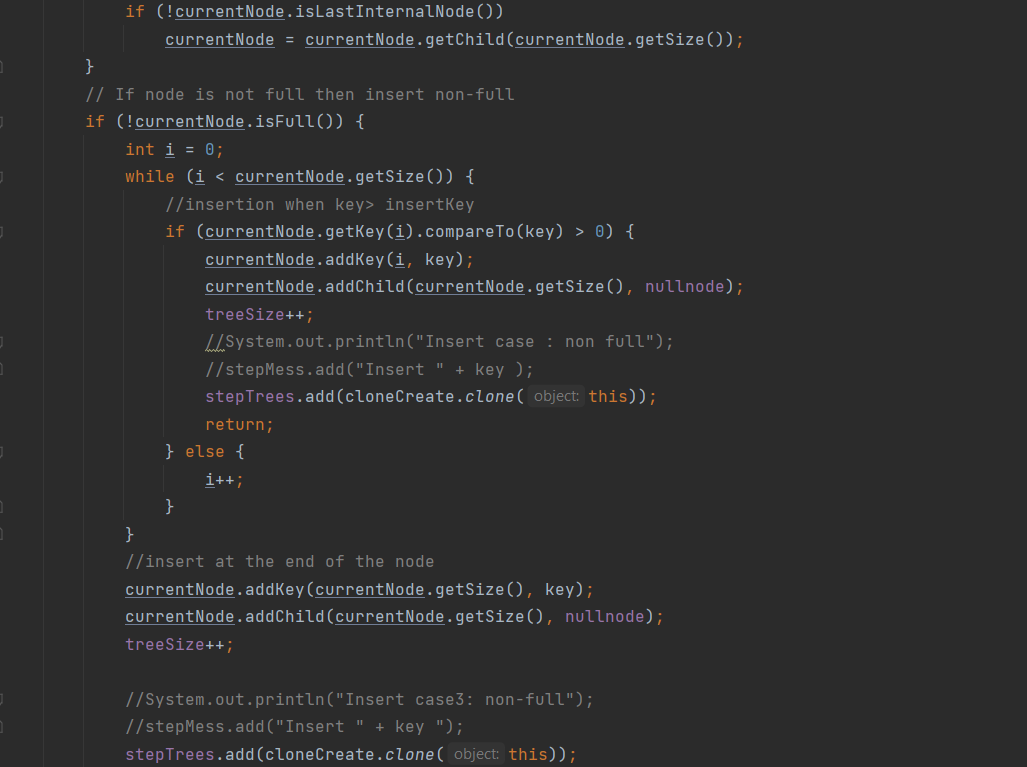 if (!currentNode.isLastInternalNode())
currentNode = currentNode.getChild(currentNode.getSize());
}
// If node is not full then insert non-full
if (!currentNode.isFull()) {
int i = 0;
while (i < currentNode.getSize()) {
//insertion when key> insertKey
if (currentNode.getKey(i).compareTo(key) > 0) {
currentNode.addKey(i, key);
currentNode.addChild(currentNode.getSize(), nullnode);
treeSize++;
//System.out.println("Insert case : non full");
//stepMess.add("Insert " + key );
stepTrees.add(cloneCreate.clone( object: this));
return;
} else {
i++;
}
}
//insert at the end of the node
currentNode.addKey(currentNode.getSize(), key);
currentNode.addChild(currentNode.getSize(), nullnode);
treeSize++;
//System.out.println("Insert case3: non-full");
//stepMess.add("Insert " + key ");
stepTrees.add(cloneCreate.clone( object: this));